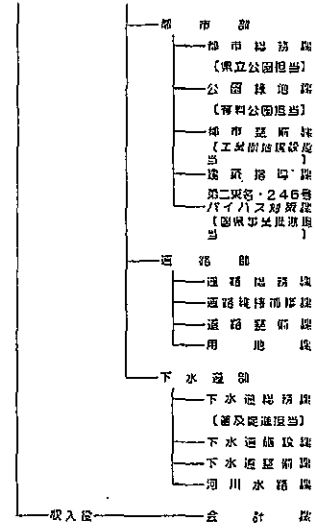 都市部
都市総務課
〔県立公園担当〕
公園緑地課
〔有料公園担当〕
都市整備課
〔工業団地建設担
当〕
建築指導課
第二東名・246号
バイパス対策課
〔国県事業推進担
当〕
道路部
道路総務課
道路維持補修課
道路整備課
用地課
下水道部
下水道総務課
〔普及促進担当〕
下水道施設課
下水道整備課
河川水路課
収入役
会計課